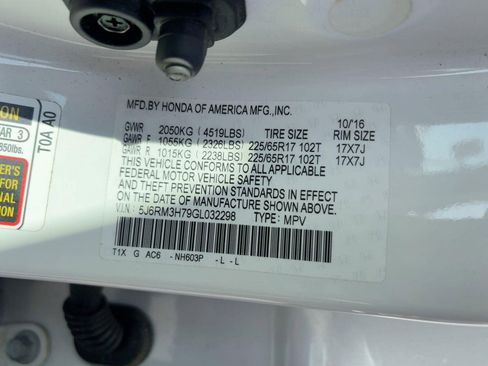 MFD.BY HONDA OF AMERICA MFG.,INC. 10/16
GVWR 2050KG (4519LBS) TIRE SIZE RIM SIZE
GAWR F 1055KG (2326LBS) 225/65R17 102T 17X7J
GAWR R 1015KG (2238LBS) 225/65R17 102T 17X7J
THIS VEHICLE CONFORMS TO ALL APPLICABLE
FEDERAL MOTOR VEHICLE SAFETY
AND THEFT PREVENTION STANDARDS IN EFFECT
ON THE DATE OF MANUFACTURE SHOWN ABOVE.
V.I.N: 5J6RM3H79GL032298 TYPE: MPV
T1X G AC6 - NH603P - L - L
T0A A0
AR 3
850lbs.